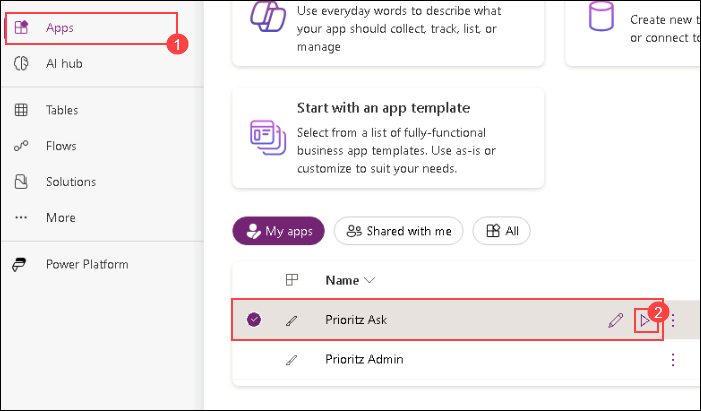 Apps
1
AI hub
Tables
Flows
Solutions
More
Power Platform
Use everyday words to describe what
your app should collect, track, list, or
manage
Create new t
or connect to
Start with an app template
Select from a list of fully-functional
business app templates. Use as-is or
customize to suit your needs.
My apps
Shared with me
All
Name
Prioritz Ask
2
Prioritz Admin